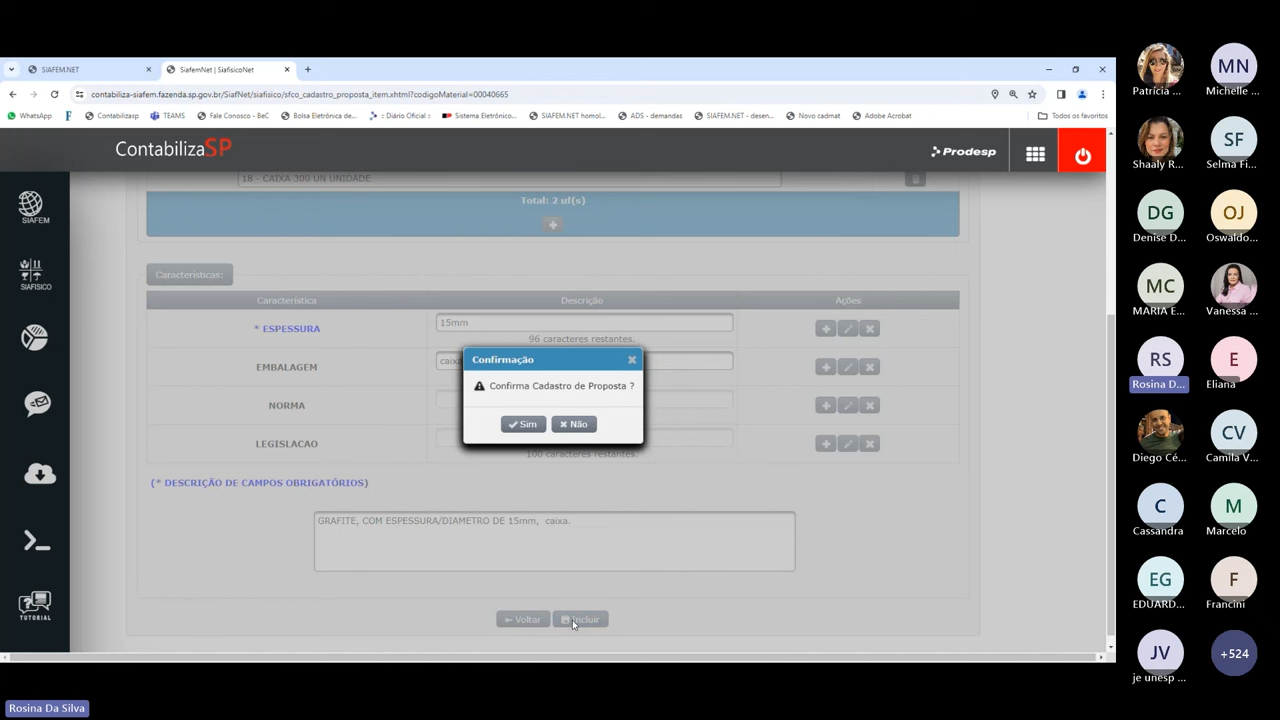 SIAFEM.NET
SiafemNet | SiafisicoNet
contabiliza-siafem.fazenda.sp.gov.br/SiafNet/siafisico/sfco_cadastro_proposta_item.xhtml?codigoMaterial=00040665
WhatsApp
Contabilizasp
TEAMS
Fale Conosco - BeC
Bolsa Eletrônica de...
: Diário Oficial :
Sistema Eletrônico...
SIAFEM.NET homol...
ADS - demandas
SIAFEM.NET - desen...
Novo cadmat
Adobe Acrobat
Todos os favoritos
ContabilizaSP
Prodesp
SIAFEM
SIAFISICO
TUTORIAL
18 - CAIXA 300 UN UNIDADE
Total: 2 uf(s)
Características:
Característica Descrição Ações
* ESPESSURA 15mm
96 caracteres restantes.
EMBALAGEM caixa
NORMA
LEGISLACAO
100 caracteres restantes.
Confirmação
Confirma Cadastro de Proposta ?
Sim Não
(* DESCRIÇÃO DE CAMPOS OBRIGATÓRIOS)
GRAFITE, COM ESPESSURA/DIAMETRO DE 15mm, caixa.
Voltar Incluir
Patrícia ...
MN
Michelle ...
Shaaly R...
SF
Selma Fi...
DG
Denise D...
OJ
Oswaldo...
MC
MARIA E...
Vanessa ...
RS
Rosina D...
E
Eliana
Diego Cé...
CV
Camila V...
C
Cassandra
M
Marcelo
EG
EDUARD...
F
Francini
JV
je unesp ...
+524
Rosina Da Silva